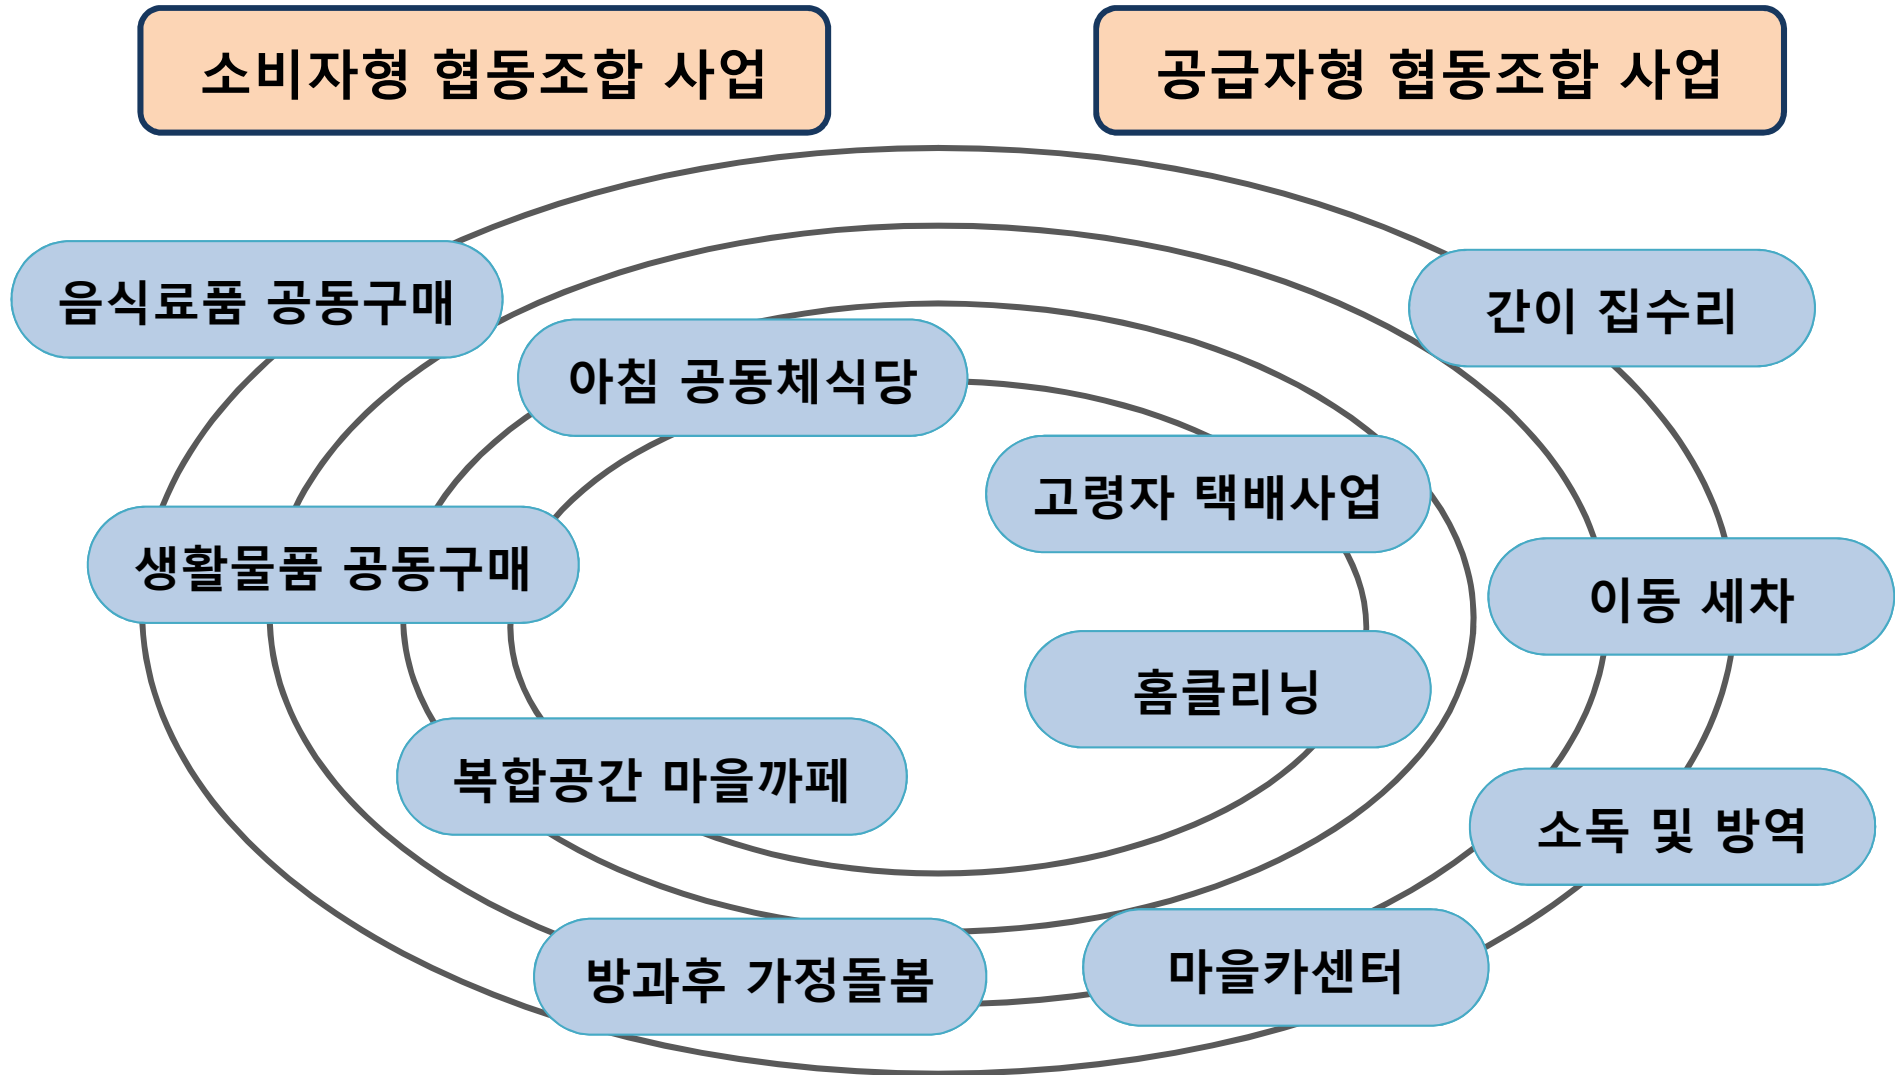 소비자형 협동조합 사업
공급자형 협동조합 사업
음식료품 공동구매
간이 집수리
아침 공동체식당
고령자 택배사업
생활물품 공동구매
이동 세차
홈클리닝
복합공간 마을까페
소독 및 방역
방과후 가정돌봄
마을카센터